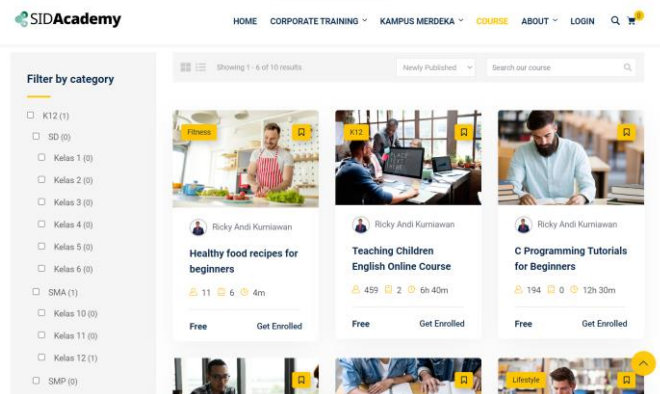 SIDAcademy
HOME CORPORATE TRAINING KAMPUS MERDEKA COURSE ABOUT LOGIN 0
Filter by category
K12 (1)
SD (0)
Kelas 1 (0)
Kelas 2 (0)
Kelas 3 (0)
Kelas 4 (0)
Kelas 5 (0)
Kelas 6 (0)
SMA (1)
Kelas 10 (0)
Kelas 11 (0)
Kelas 12 (1)
SMP (0)
Showing 1 - 6 of 10 results
Newly Published
Search our course
Fitness
Ricky Andi Kurniawan
Healthy food recipes for
beginners
11 6 4m
Free Get Enrolled
K12
PLACE
TEXT
HERE
Ricky Andi Kurniawan
Teaching Children
English Online Course
459 2 6h 40m
Free Get Enrolled
Ricky Andi Kurniawan
C Programming Tutorials
for Beginners
194 0 12h 30m
Free Get Enrolled
Lifestyle